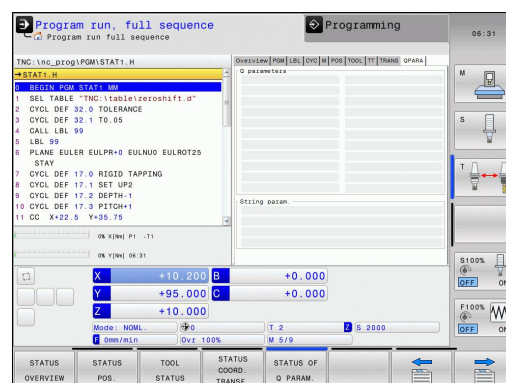 Program run, full sequence
Program run full sequence
Programming
06:31
TNC:\nc_prog\PGM\STAT1.H
→STAT1.H
0 BEGIN PGM STAT1 MM
1 SEL TABLE "TNC:\table\zeroshift.d"
2 CYCL DEF 32.0 TOLERANCE
3 CYCL DEF 32.1 T0.05
4 CALL LBL 99
5 LBL 99
6 PLANE EULER EULPR+0 EULNU0 EULROT25
STAY
7 CYCL DEF 17.0 RIGID TAPPING
8 CYCL DEF 17.1 SET UP2
9 CYCL DEF 17.2 DEPTH-1
10 CYCL DEF 17.3 PITCH+1
11 CC X+22.5 Y+35.75
Overview PGM LBL CYC M POS TOOL TT TRANS QPARA
Q parameters
String param.
0% X[Nm] P1 -T1
0% Y[Nm] 06:31
X +10.200 B +0.000
Y +95.000 C +0.000
Z +10.000
Mode: NOML. 0 T 2 Z S 2000
F 0mm/min Ovr 100% M 5/9
M
S
T
S100%
OFF ON
F100%
OFF ON
STATUS
OVERVIEW
STATUS
POS.
TOOL
STATUS
STATUS
COORD.
TRANSF.
STATUS OF
Q PARAM.